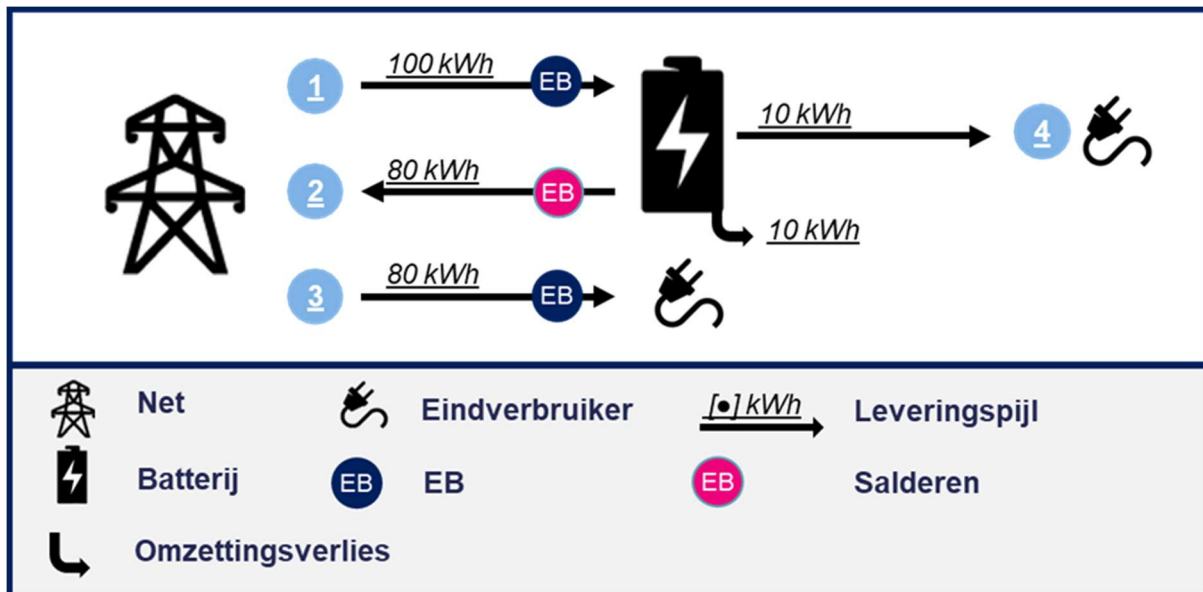 1 100 kWh EB
10 kWh 4
2 80 kWh EB
10 kWh
3 80 kWh EB
Net Eindverbruiker [•] kWh Leveringspijl
Batterij EB EB EB Salderen
Omzettingsverlies